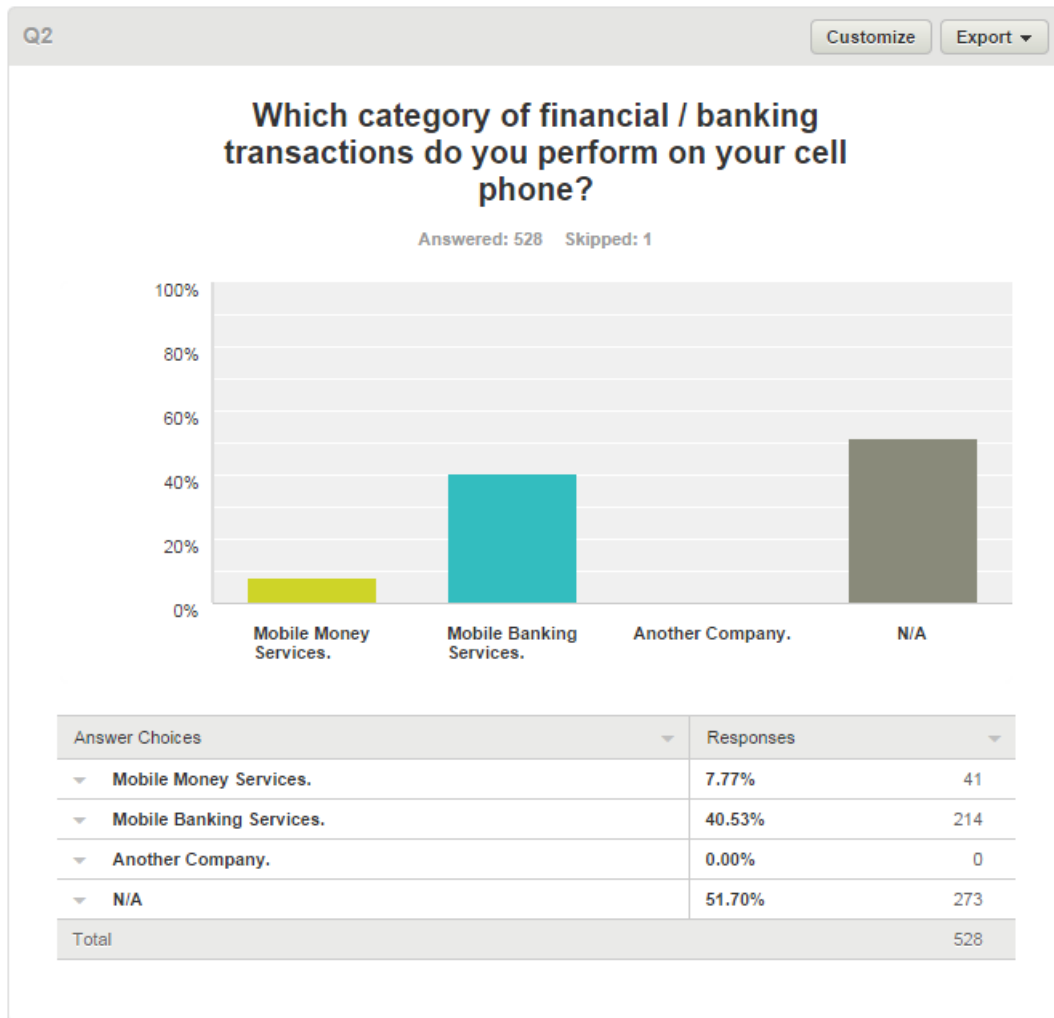 Q2
Customize
Export
Which category of financial / banking
transactions do you perform on your cell
phone?
Answered: 528 Skipped: 1
100%
80%
60%
40%
20%
0%
Mobile Money
Services.
Mobile Banking
Services.
Another Company.
N/A
Answer Choices Responses
Mobile Money Services. 7.77% 41
Mobile Banking Services. 40.53% 214
Another Company. 0.00% 0
N/A 51.70% 273
Total 528